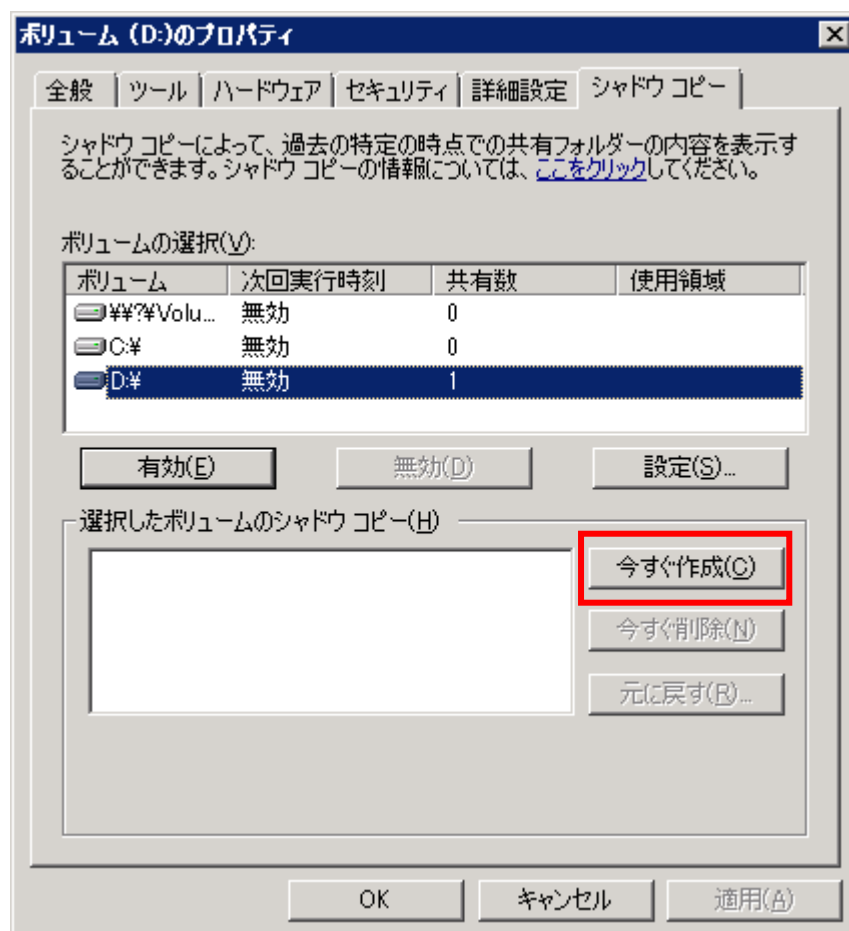 ボリューム (D:)のプロパティ
全般 ツール ハードウェア セキュリティ 詳細設定 シャドウ コピー
シャドウ コピーによって、過去の特定の時点での共有フォルダーの内容を表示す
ることができます。シャドウ コピーの情報については、ここをクリックしてください。
ボリュームの選択(V):
ボリューム 次回実行時刻 共有数 使用領域
¥¥?¥Volu... 無効 0
C:¥ 無効 0
D:¥ 無効 1
有効(E) 無効(D) 設定(S)...
選択したボリュームのシャドウ コピー(H)
今すぐ作成(C)
今すぐ削除(N)
元に戻す(R)...
OK キャンセル 適用(A)